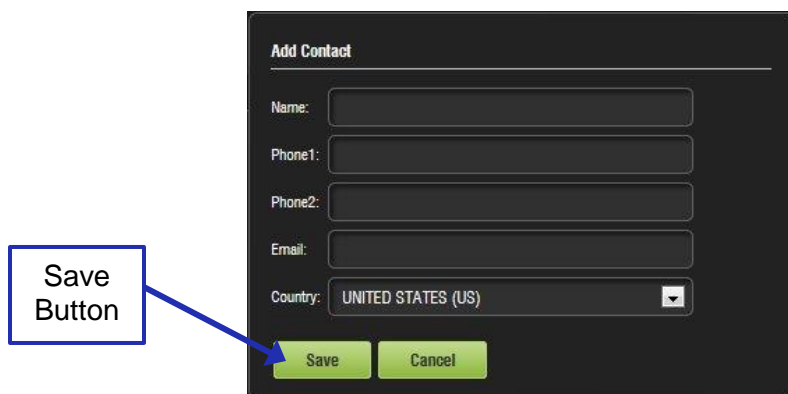 Add Contact
Name:
Phone1:
Phone2:
Email:
Country: UNITED STATES (US)
Save
Button
Save Cancel